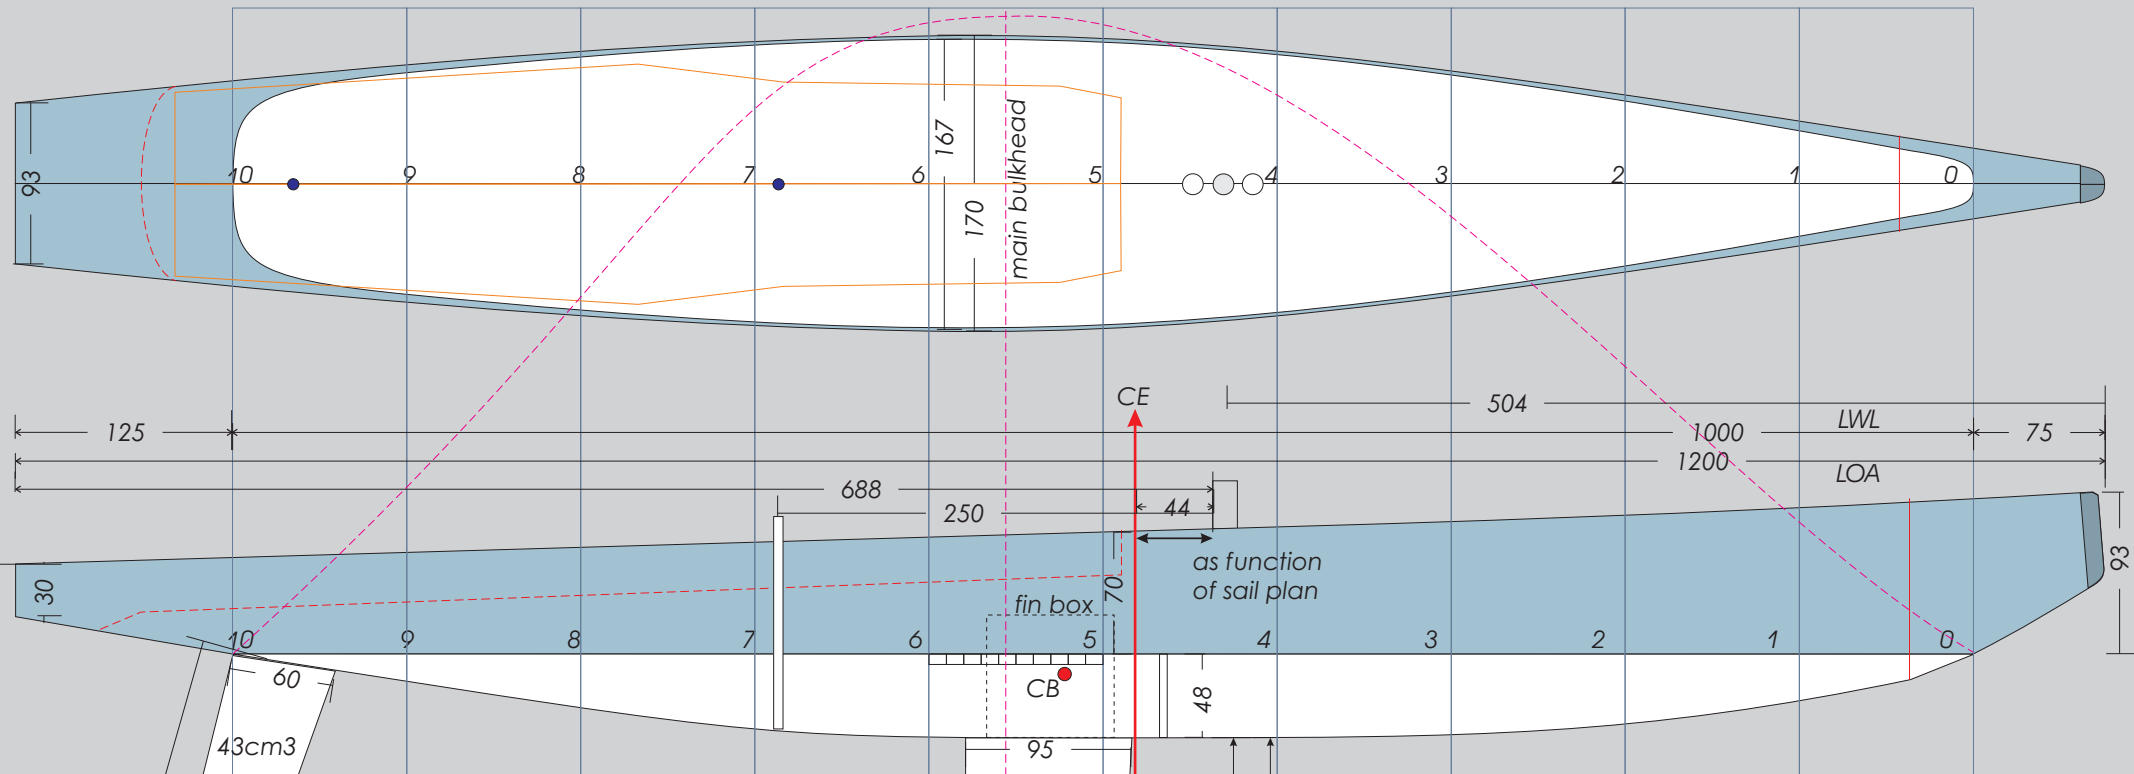 93
10 9 8 7 6 5 4 3 2 1 0
167
170
main bulkhead
CE
504
125
1000
LWL
75
1200
LOA
688
44
250
as function
of sail plan
30
70
93
fin box
10 9 8 7 6 5 4 3 2 1 0
60
CB
48
43cm3
95